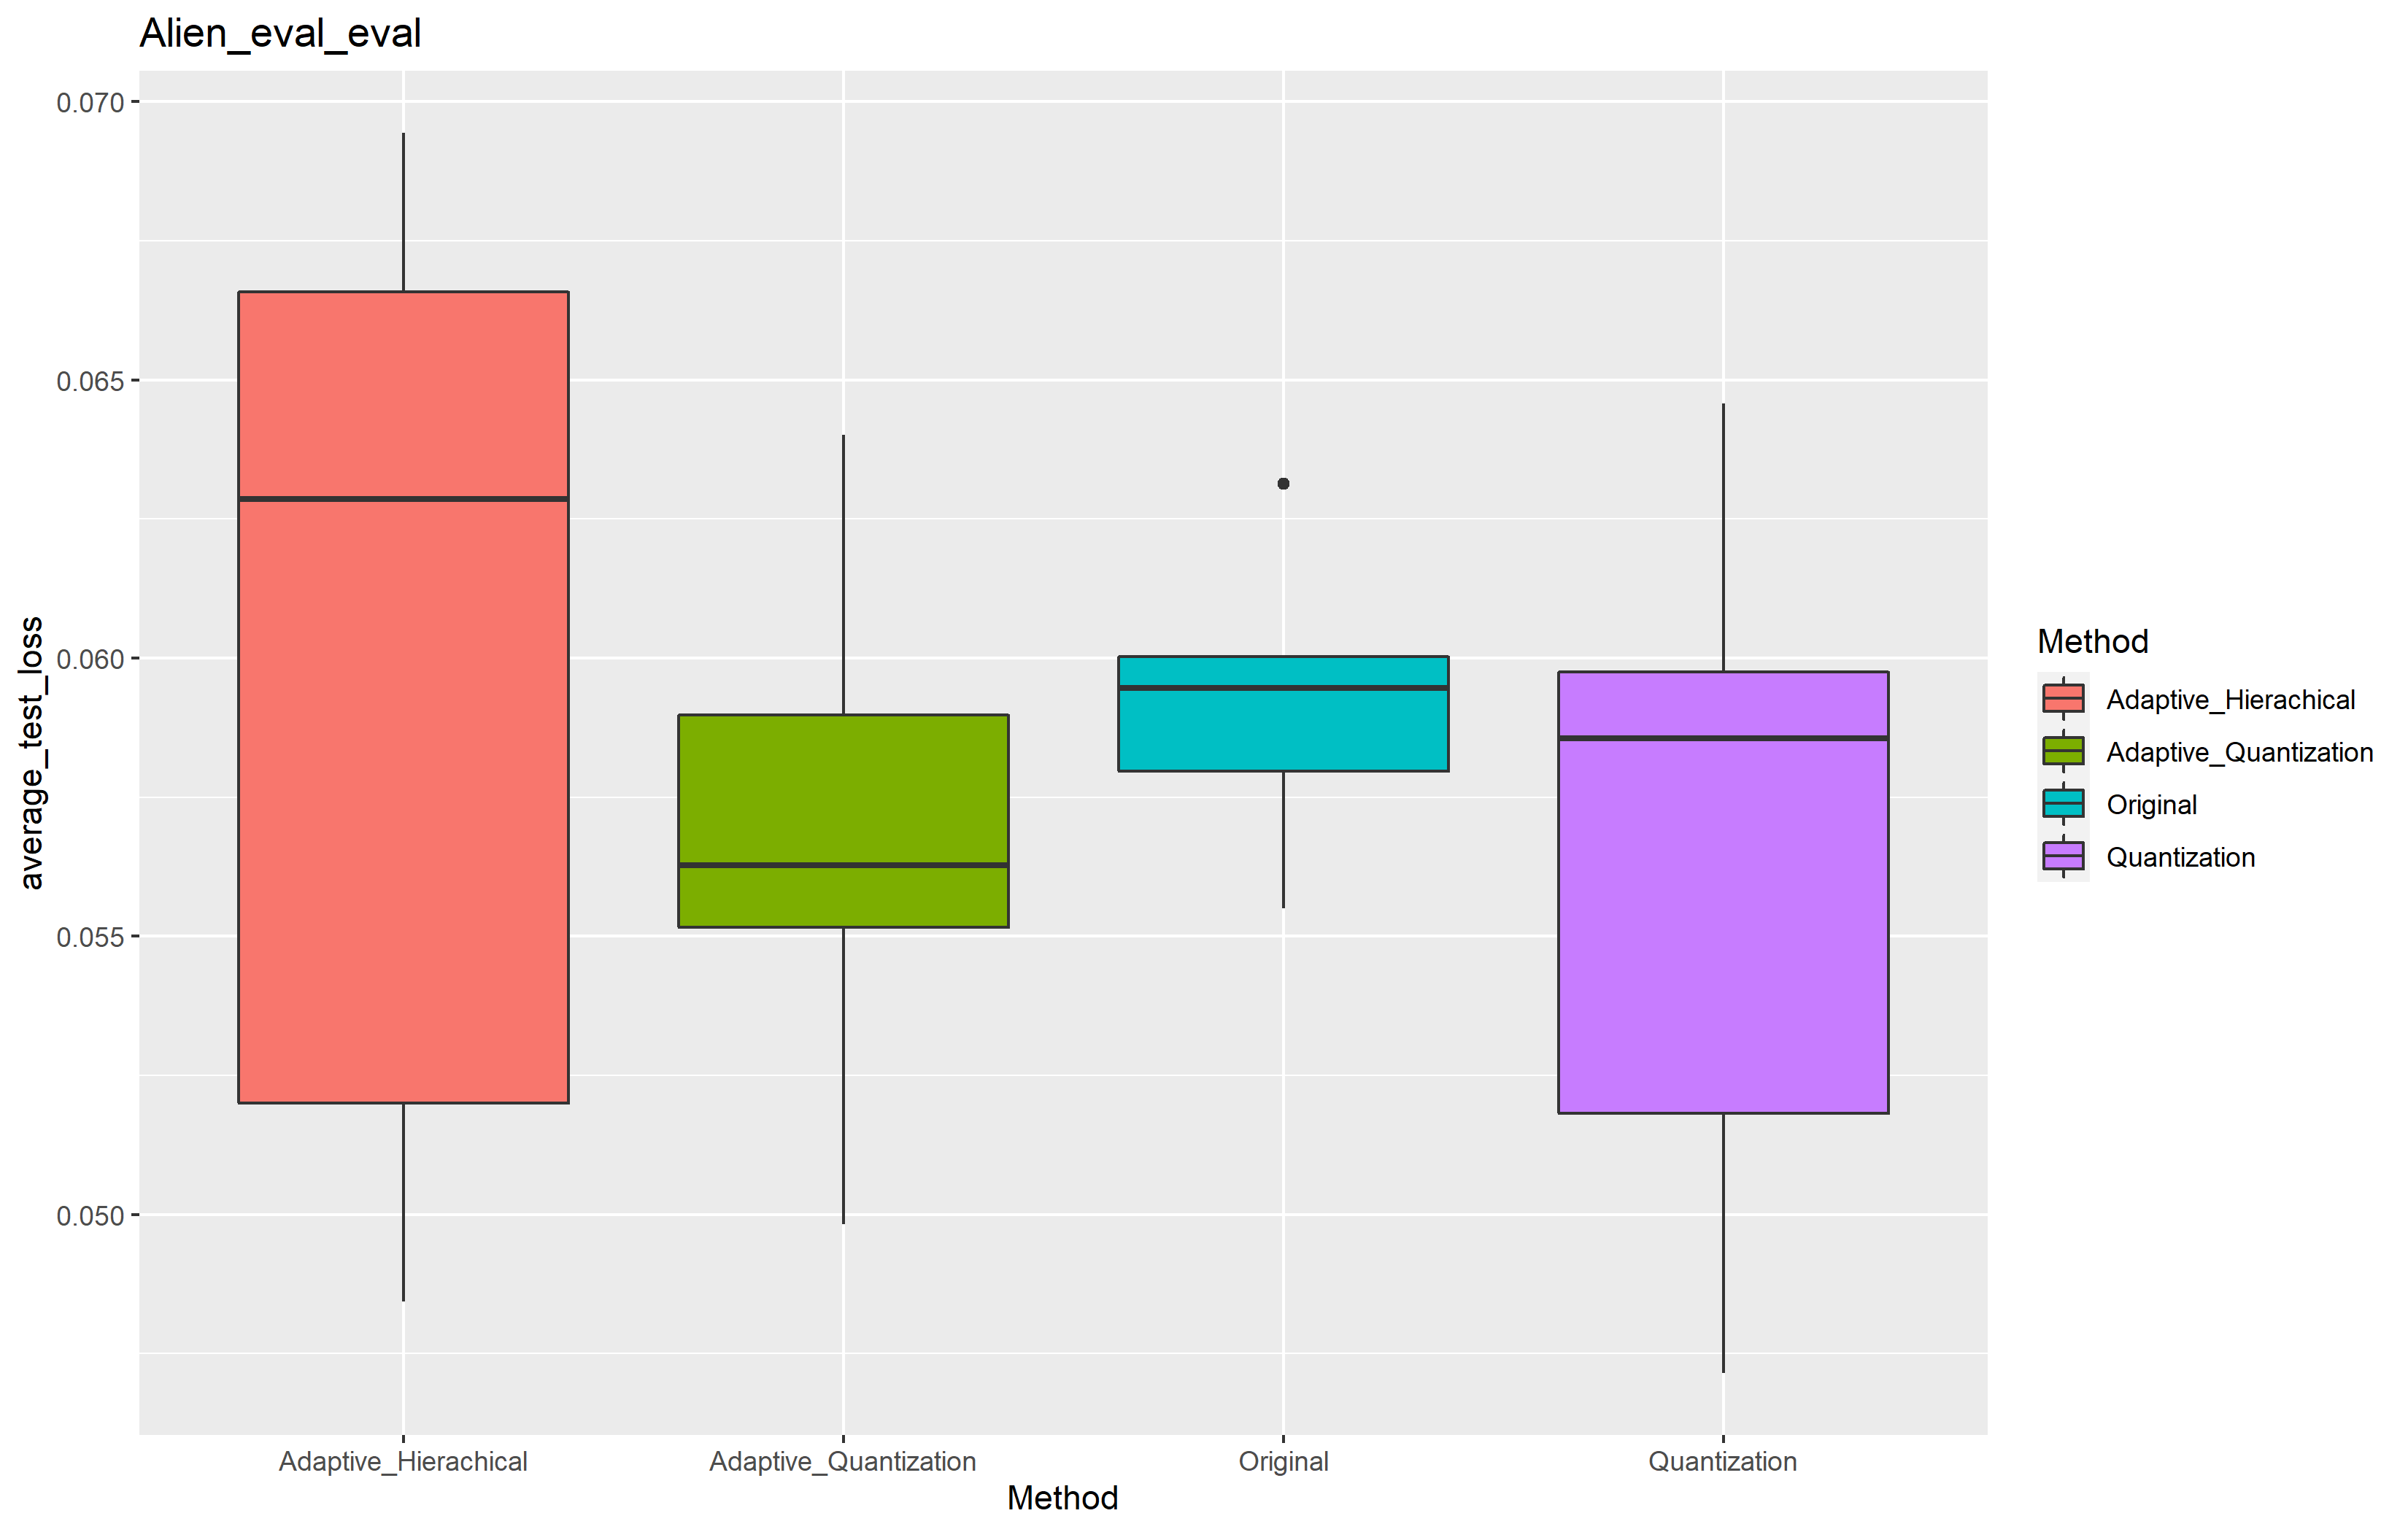 Alien_eval_eval
average_test_loss
0.070
0.065
0.060
0.055
0.050
Adaptive_Hierachical
Adaptive_Quantization
Original
Quantization
Method
Method
Adaptive_Hierachical
Adaptive_Quantization
Original
Quantization